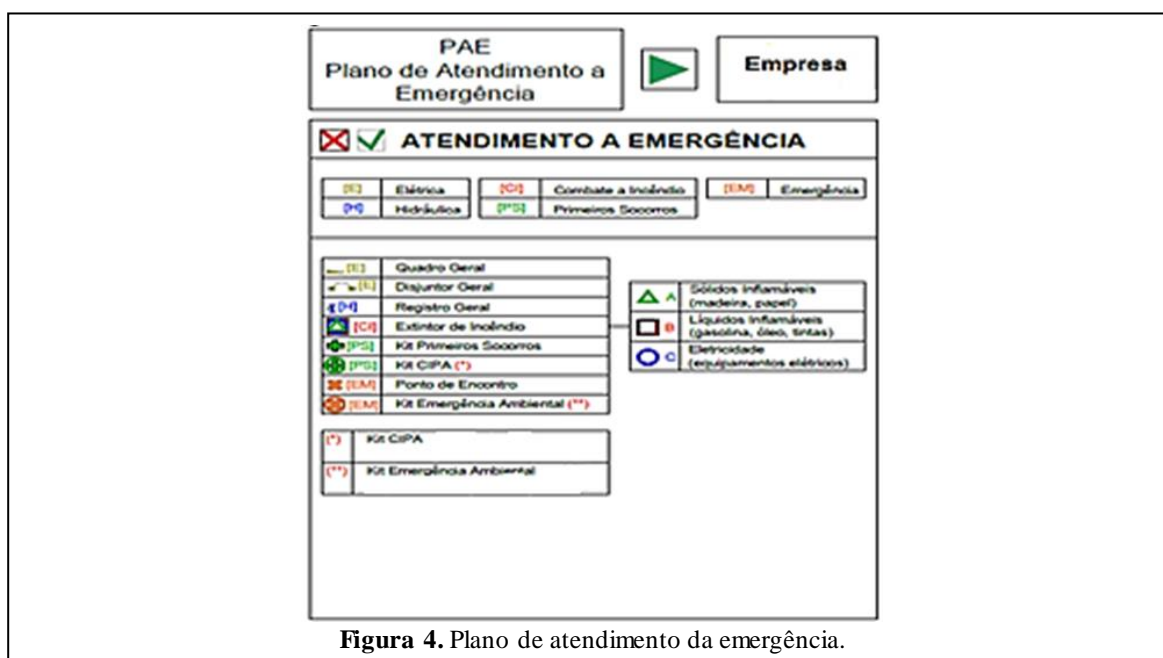 PAE
Plano de Atendimento a
Emergência
Empresa
ATENDIMENTO A EMERGÊNCIA
[E] Elétrica
[H] Hidráulica
[CI] Combate a Incêndio
[PS] Primeiros Socorros
[EM] Emergência
[E] Quadro Geral
[E] Disjuntor Geral
[H] Registro Geral
[CI] Extintor de Incêndio
[PS] Kit Primeiros Socorros
[PS] Kit CIPA (*)
[EM] Ponto de Encontro
[EM] Kit Emergência Ambiental (**)
A Sólidos Inflamáveis
(madeira, papel)
B Líquidos Inflamáveis
(gasolina, óleo, tintas)
C Eletricidade
(equipamentos elétricos)
(*) Kit CIPA
(**) Kit Emergência Ambiental
Figura 4. Plano de atendimento da emergência.